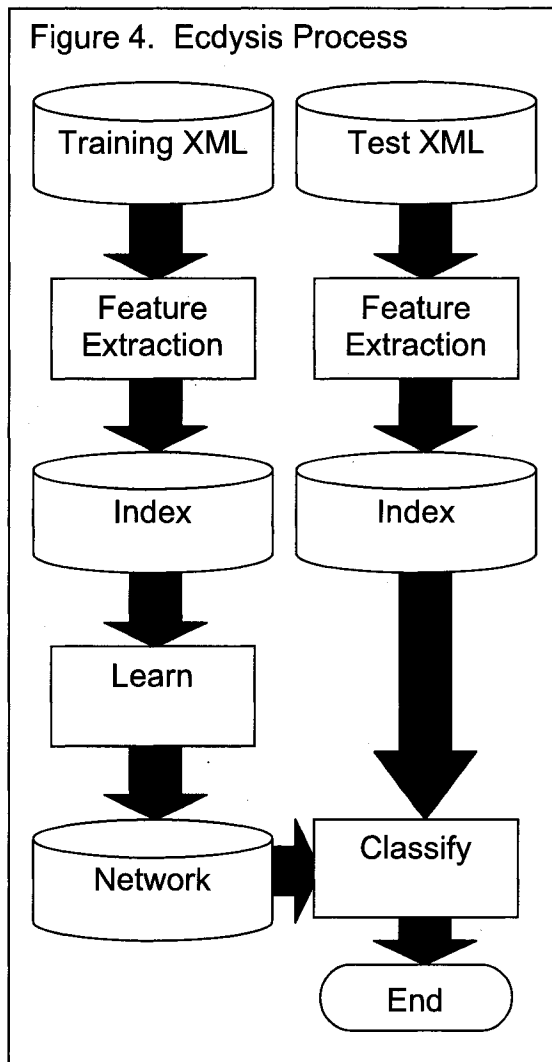 Figure 4. Ecdysis Process
Training XML
Test XML
Feature
Extraction
Feature
Extraction
Index
Index
Learn
Network
Classify
End